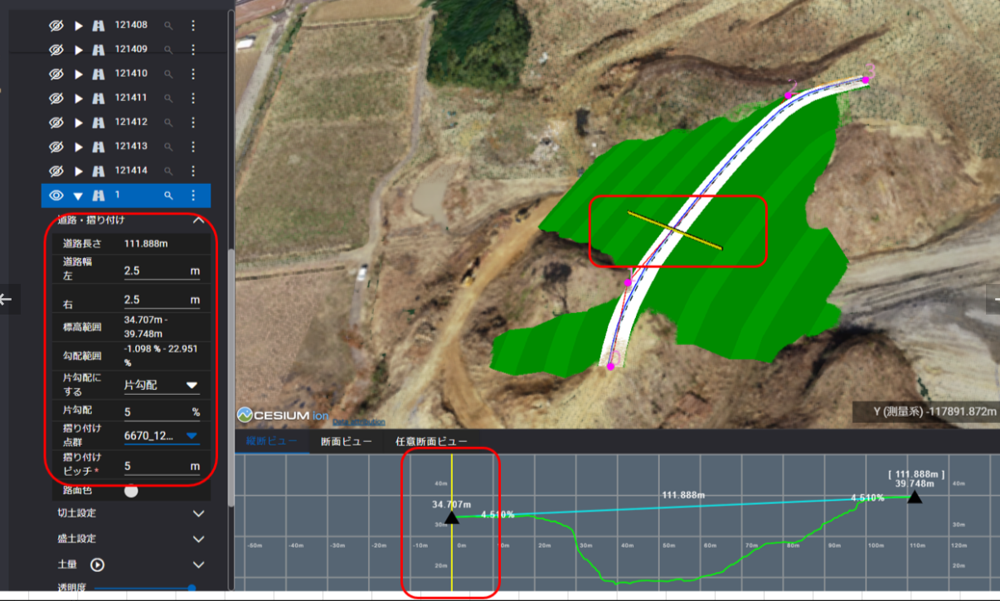 121408
121409
121410
121411
121412
121413
121414
1
道路・摺り付け
道路長さ 111.888m
道路幅
左 2.5 m
右 2.5 m
標高範囲 34.707m -
39.748m
勾配範囲 -1.098 % - 22.951
%
片勾配に
する 片勾配
片勾配 5 %
摺り付け
点群 6670_12...
摺り付け
ピッチ* 5 m
路面色
切土設定
盛土設定
土量
透明度
3
2
0
CESIUM ion
Data attribution
Y (測量系) -117891.872m
縦断ビュー 断面ビュー 任意断面ビュー
[ 111.888m ]
40m 39.748m 40m
34.707m 111.888m 4.510%
4.510%
30m 30m
-50m -40m -30m -20m -10m 0m 10m 20m 30m 40m 50m 60m 70m 80m 90m 100m 110m 120m
20m 20m